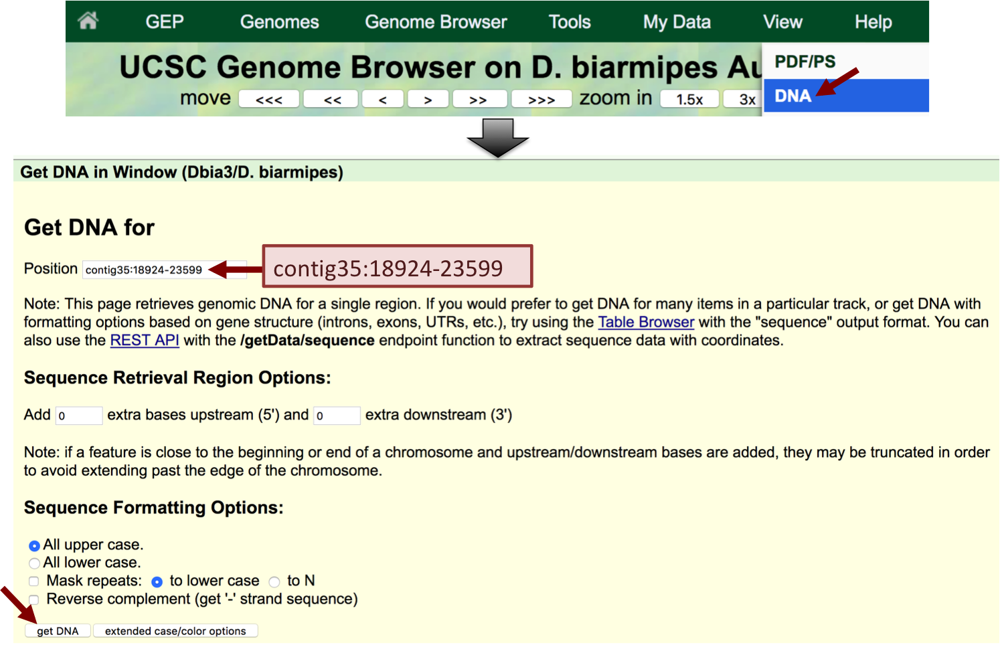 GEP Genomes Genome Browser Tools My Data View Help
UCSC Genome Browser on D. biarmipes Au
PDF/PS
move <<< << < > >> >>> zoom in 1.5x 3x
DNA
Get DNA in Window (Dbia3/D. biarmipes)
Get DNA for
Position contig35:18924-23599
contig35:18924-23599
Note: This page retrieves genomic DNA for a single region. If you would prefer to get DNA for many items in a particular track, or get DNA with
formatting options based on gene structure (introns, exons, UTRs, etc.), try using the Table Browser with the "sequence" output format. You can
also use the REST API with the /getData/sequence endpoint function to extract sequence data with coordinates.
Sequence Retrieval Region Options:
Add 0 extra bases upstream (5') and 0 extra downstream (3')
Note: if a feature is close to the beginning or end of a chromosome and upstream/downstream bases are added, they may be truncated in order
to avoid extending past the edge of the chromosome.
Sequence Formatting Options:
All upper case.
All lower case.
Mask repeats: to lower case to N
Reverse complement (get '-' strand sequence)
get DNA extended case/color options